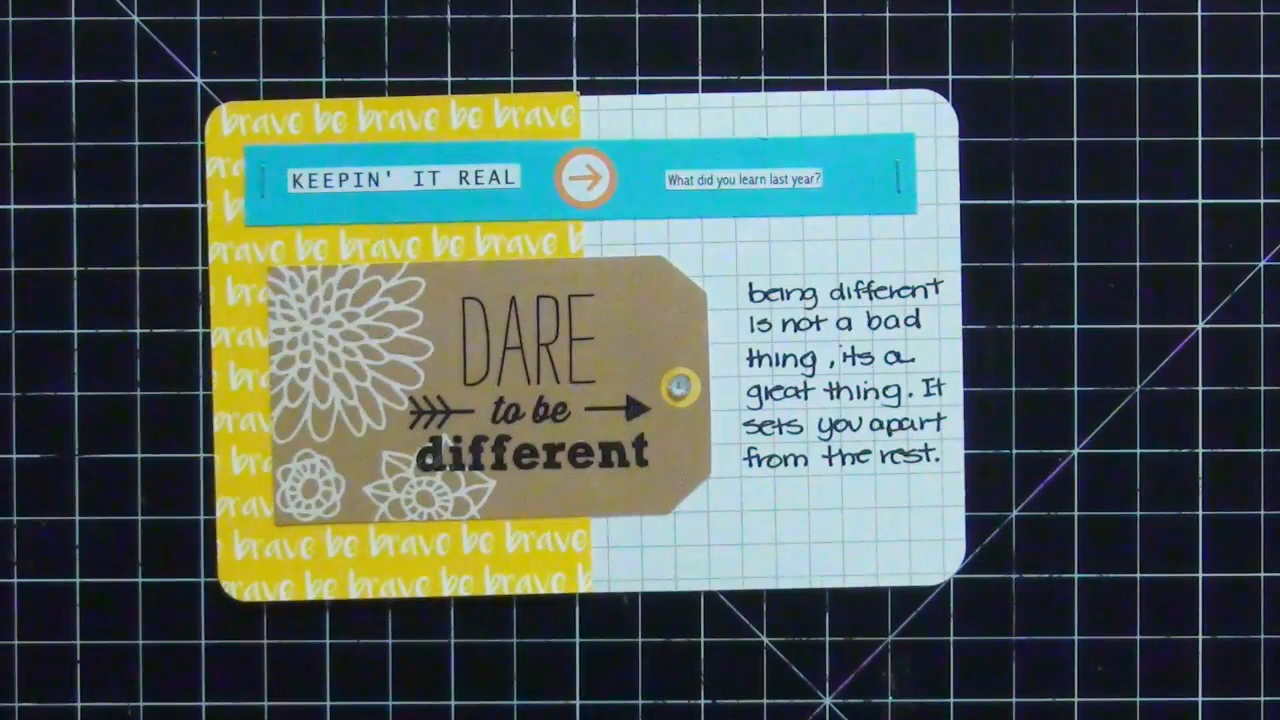 brave be brave be brave
KEEPIN' IT REAL
What did you learn last year?
brave be brave be brave b
DARE
to be
different
being different
is not a bad
thing, its a
great thing. It
sets you apart
from the rest.
brave be brave be brave
brave be brave be brave b